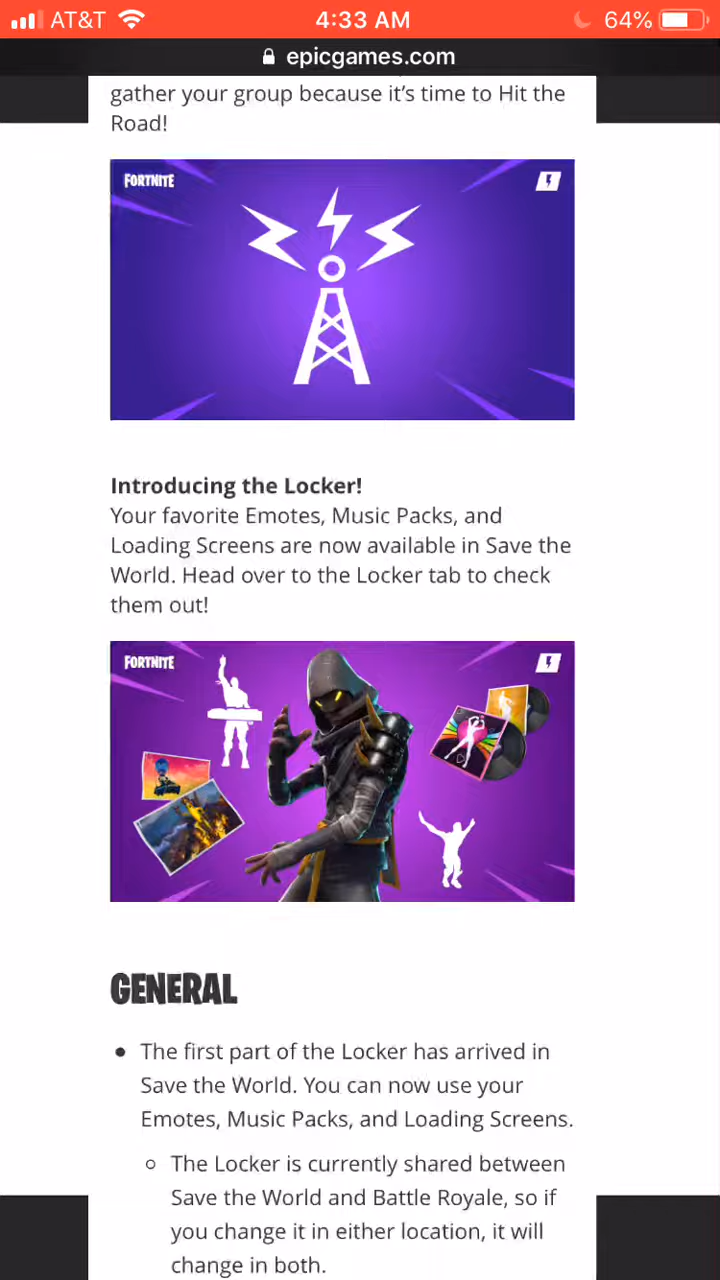 AT&T 4:33 AM 64%
epicgames.com
gather your group because it’s time to Hit the
Road!
FORTNITE
Introducing the Locker!
Your favorite Emotes, Music Packs, and
Loading Screens are now available in Save the
World. Head over to the Locker tab to check
them out!
FORTNITE
GENERAL
● The first part of the Locker has arrived in
Save the World. You can now use your
Emotes, Music Packs, and Loading Screens.
○ The Locker is currently shared between
Save the World and Battle Royale, so if
you change it in either location, it will
change in both.